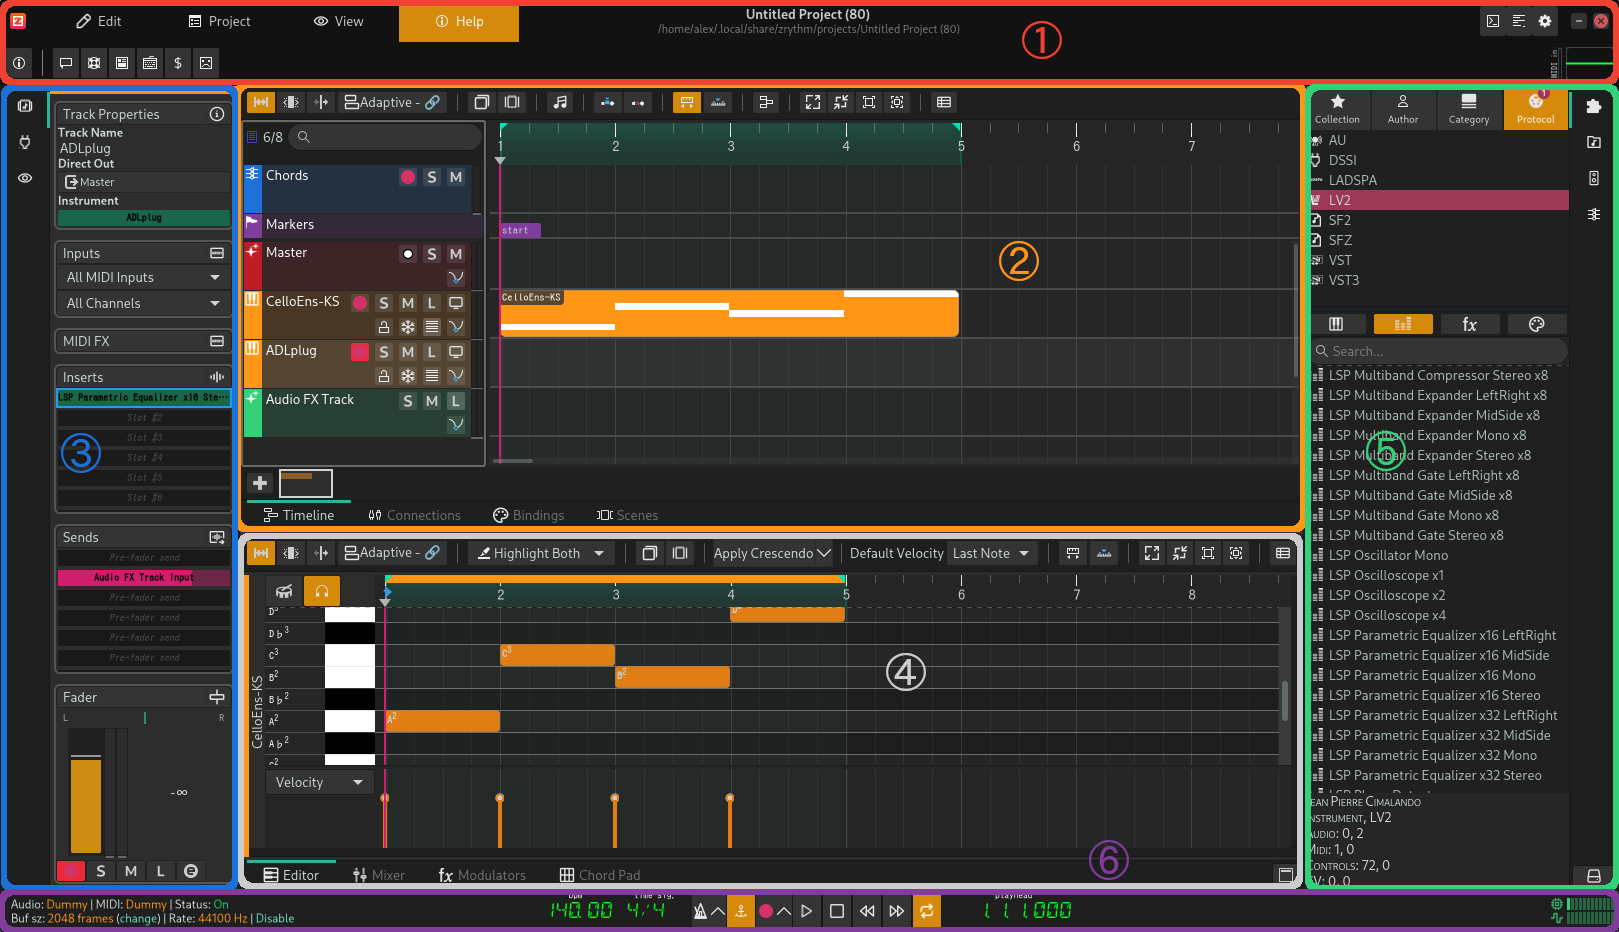 Edit Project View Help
Untitled Project (80)
/home/alex/.local/share/zrythm/projects/Untitled Project (80)
①
MIDI in
Track Properties
Track Name
ADLplug
Direct Out
Master
Instrument
ADLplug
Inputs
All MIDI Inputs
All Channels
MIDI FX
Inserts
LSP Parametric Equalizer x16 Ste…
Slot #2
Slot #3
Slot #4
Slot #5
Slot #6
③
Sends
Pre-fader send
Audio FX Track input
Pre-fader send
Pre-fader send
Pre-fader send
Pre-fader send
Fader
L R
-∞
S M L
Adaptive -
6/8
1 2 3 4 5 6 7
Chords S M
Markers
start
Master S M
②
CelloEns-KS S M L
CelloEns-KS
ADLplug S M L
Audio FX Track S M L
Timeline Connections Bindings Scenes
Adaptive - Highlight Both Apply Crescendo Default Velocity Last Note
2 3 4 5 6 7 8
D3
D♭3
C3 C3
B2 B2
B♭2
A2 A2
A♭2
CelloEns-KS
④
Velocity
⑥
Editor Mixer fx Modulators Chord Pad
Collection Author Category Protocol
1
AU
DSSI
LADSPA
LV2
SF2
SFZ
VST
VST3
fx
Search...
LSP Multiband Compressor Stereo x8
LSP Multiband Expander LeftRight x8
LSP Multiband Expander MidSide x8
LSP Multiband Expander Mono x8
LSP Multiband Expander Stereo x8
⑤
LSP Multiband Gate LeftRight x8
LSP Multiband Gate MidSide x8
LSP Multiband Gate Mono x8
LSP Multiband Gate Stereo x8
LSP Oscillator Mono
LSP Oscilloscope x1
LSP Oscilloscope x2
LSP Oscilloscope x4
LSP Parametric Equalizer x16 LeftRight
LSP Parametric Equalizer x16 MidSide
LSP Parametric Equalizer x16 Mono
LSP Parametric Equalizer x16 Stereo
LSP Parametric Equalizer x32 LeftRight
LSP Parametric Equalizer x32 MidSide
LSP Parametric Equalizer x32 Mono
LSP Parametric Equalizer x32 Stereo
Jean Pierre Cimalando
Instrument, LV2
Audio: 0, 2
Midi: 1, 0
Controls: 72, 0
CV: 0, 0
Audio: Dummy | MIDI: Dummy | Status: On
Buf sz: 2048 frames (change) | Rate: 44100 Hz | Disable
bpm time sig. playhead
140.00 4/4 1.1.1.000